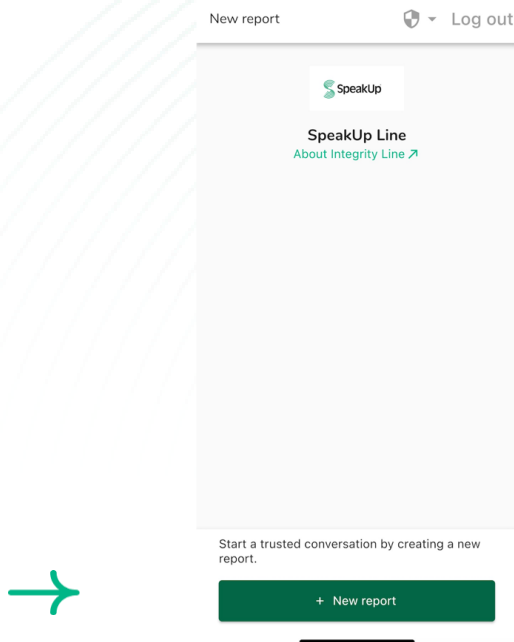 New report
Log out
SpeakUp
SpeakUp Line
About Integrity Line
Start a trusted conversation by creating a new
report.
+ New report